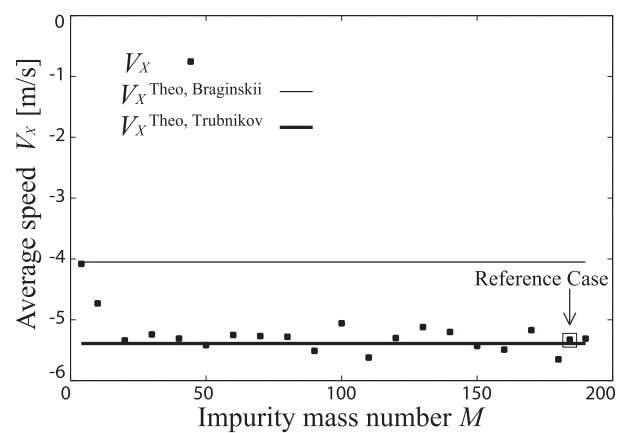 0
-1
-2
-3
-4
-5
-6
Average speed V_X [m/s]
V_X
V_X^Theo, Braginskii
V_X^Theo, Trubnikov
Reference Case
0 50 100 150 200
Impurity mass number M